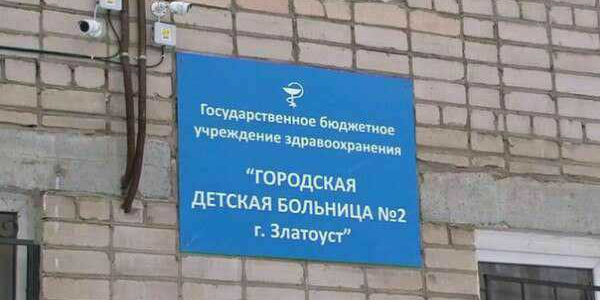 Государственное бюджетное
учреждение здравоохранения
"ГОРОДСКАЯ
ДЕТСКАЯ БОЛЬНИЦА №2
г. Златоуст"